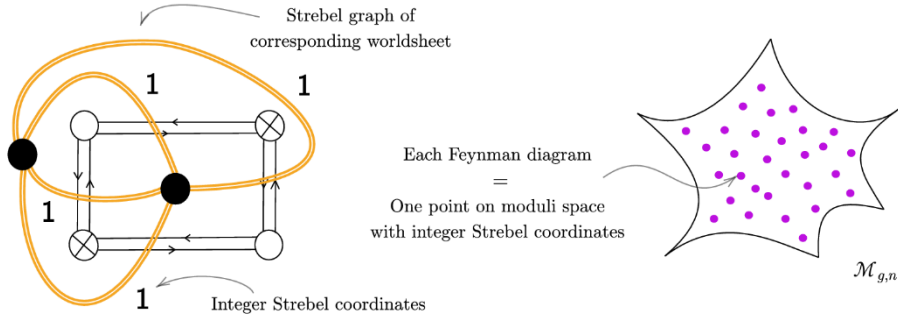 Strebel graph of
corresponding worldsheet
1
1
1
1
Integer Strebel coordinates
Each Feynman diagram
=
One point on moduli space
with integer Strebel coordinates
ℳg,n